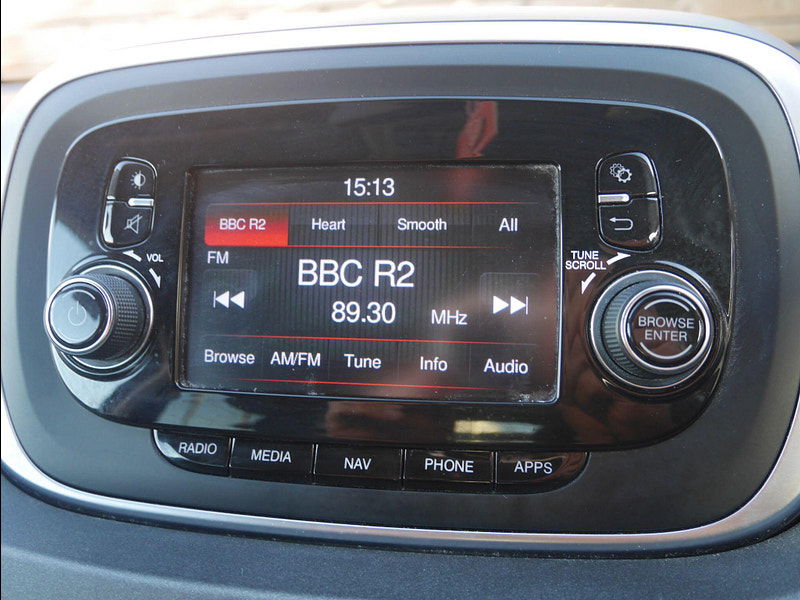 15:13
BBC R2 Heart Smooth All
FM
VOL
TUNE
SCROLL
BBC R2
89.30 MHz
BROWSE
ENTER
Browse AM/FM Tune Info Audio
RADIO MEDIA NAV PHONE APPS